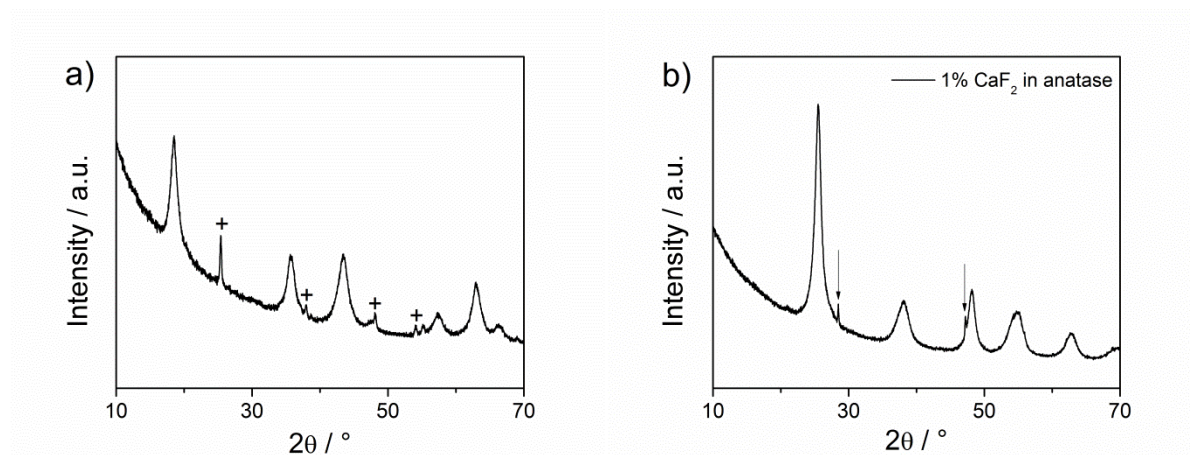 a)
Intensity / a.u.
+
+
+
+
10
30
50
70
2θ / °
b)
1% CaF₂ in anatase
Intensity / a.u.
10
30
50
70
2θ / °